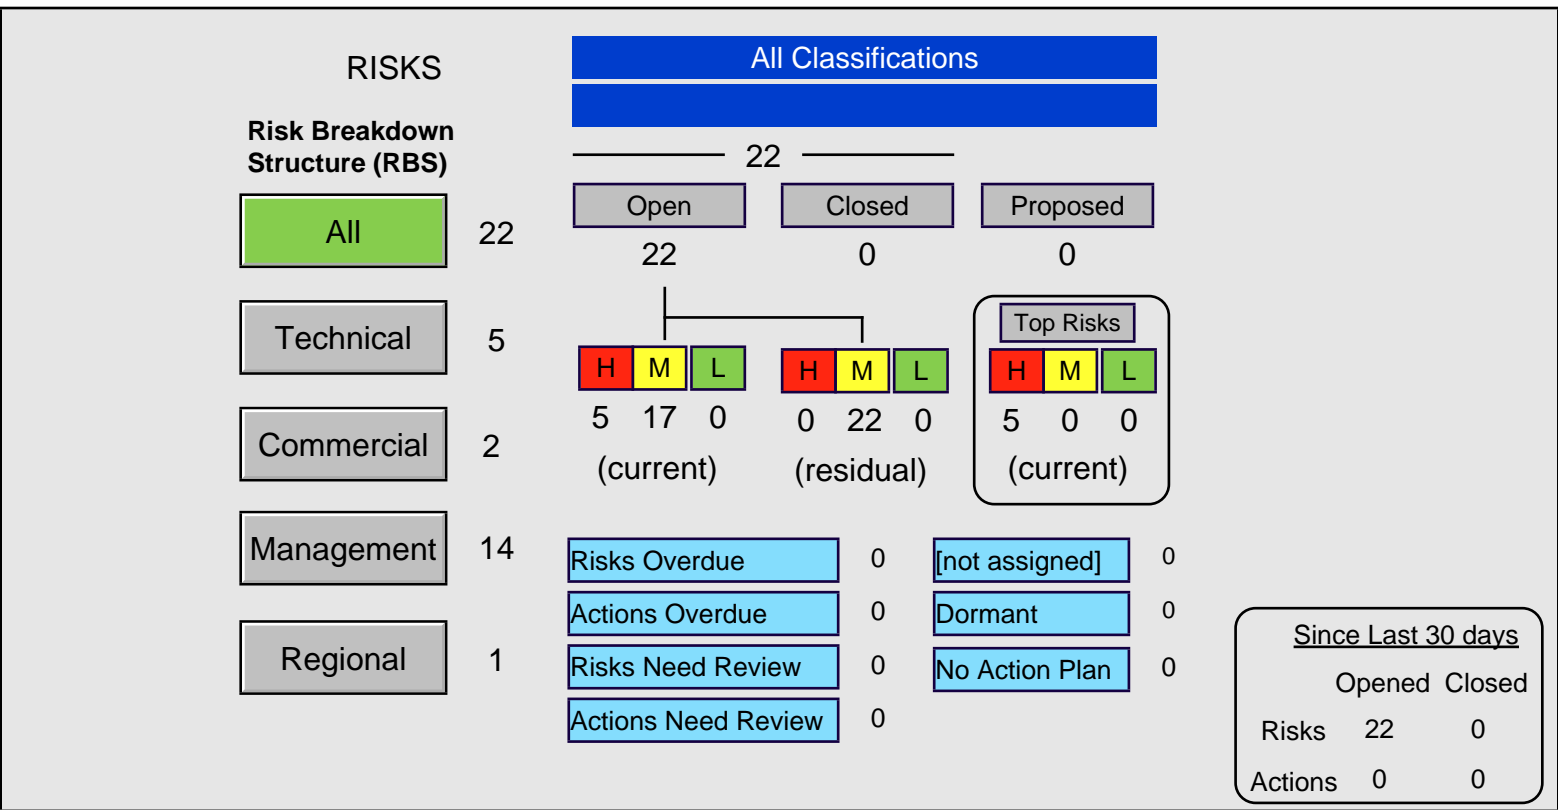 RISKS
All Classifications
Risk Breakdown
Structure (RBS)
22
Open Closed Proposed
All 22
22 0 0
Technical 5
Top Risks
H M L H M L H M L
5 17 0 0 22 0 5 0 0
Commercial 2
(current) (residual) (current)
Management 14
Risks Overdue 0 [not assigned] 0
Actions Overdue 0 Dormant 0
Regional 1
Risks Need Review 0 No Action Plan 0
Actions Need Review 0
Since Last 30 days
Opened Closed
Risks 22 0
Actions 0 0